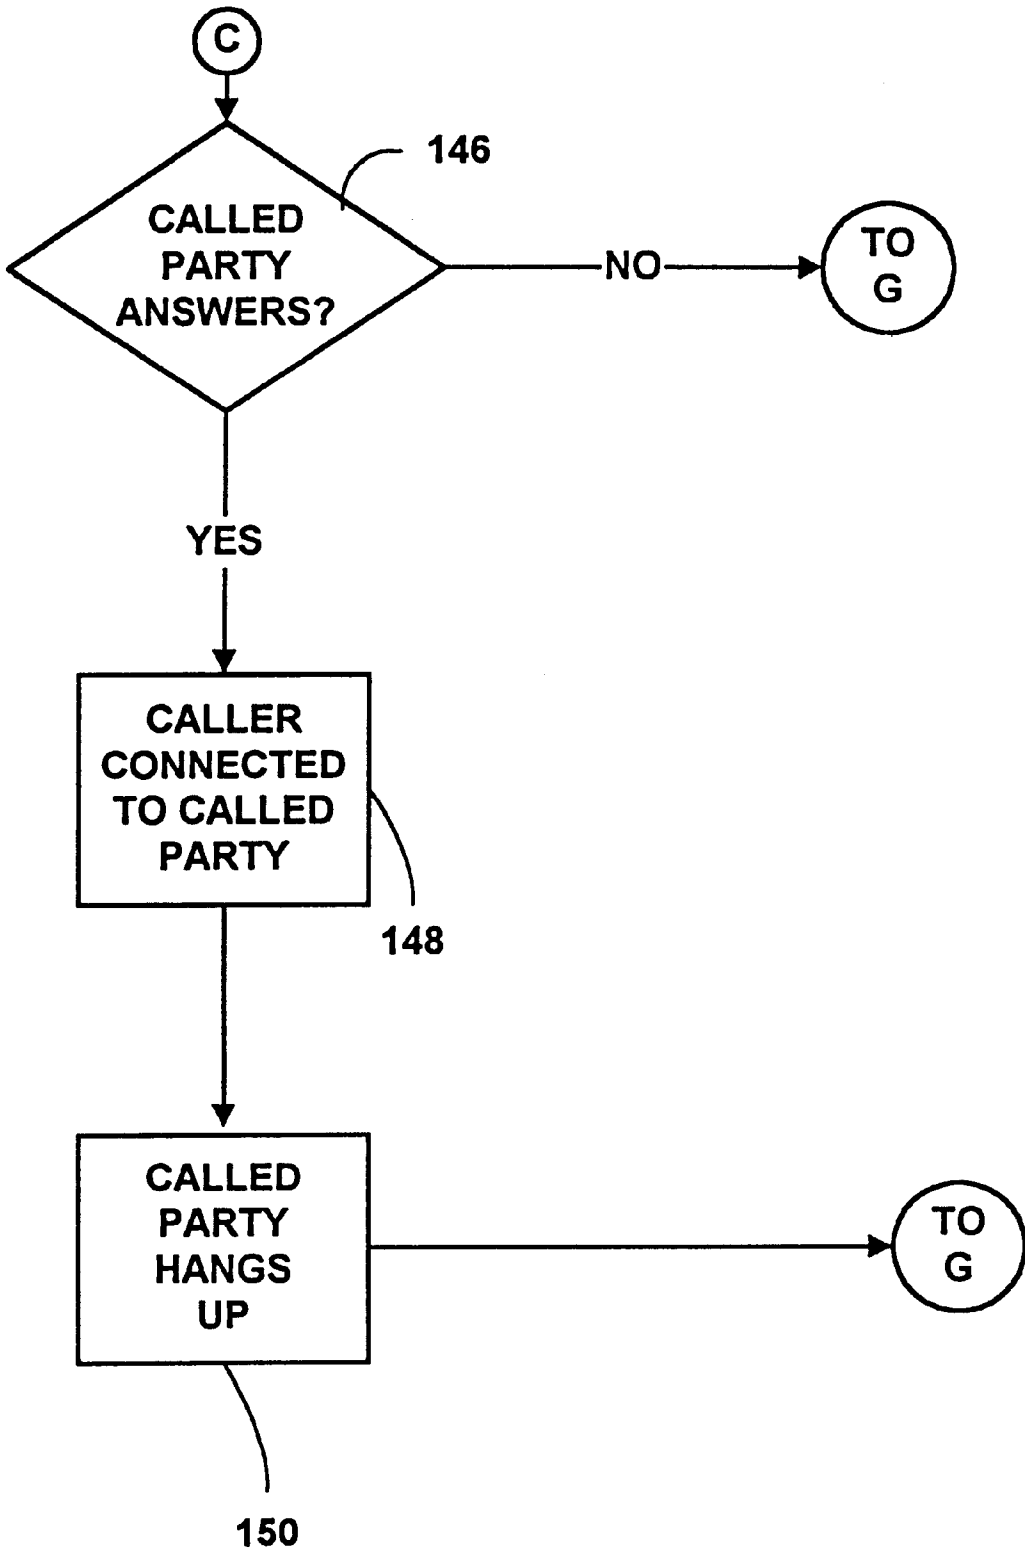 C
146
CALLED
PARTY
ANSWERS?
NO
TO
G
YES
CALLER
CONNECTED
TO CALLED
PARTY
148
CALLED
PARTY
HANGS
UP
TO
G
150